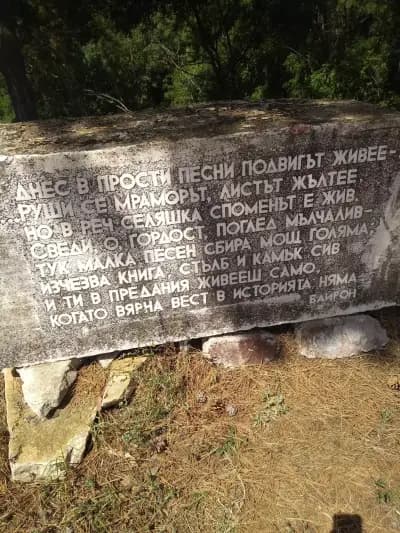 ДНЕС В ПРОСТИ ПЕСНИ ПОДВИГЪТ ЖИВЕЕ-
РУШИ СЕ МРАМОРЪТ, ЛИСТЪТ ЖЪЛТЕЕ,
НО В РЕЧ СЕЛЯШКА СПОМЕНЪТ Е ЖИВ.
СВЕДИ, О, ГОРДОСТ, ПОГЛЕД МЪЛЧАЛИВ-
ТУК МАЛКА ПЕСЕН СБИРА МОЩ ГОЛЯМА;
ИЗЧЕЗВА КНИГА, СТЪЛБ И КАМЪК СИВ
И ТИ В ПРЕДАНИЯ ЖИВЕЕШ САМО,
КОГАТО ВЯРНА ВЕСТ В ИСТОРИЯТА НЯМА.
БАЙРОН